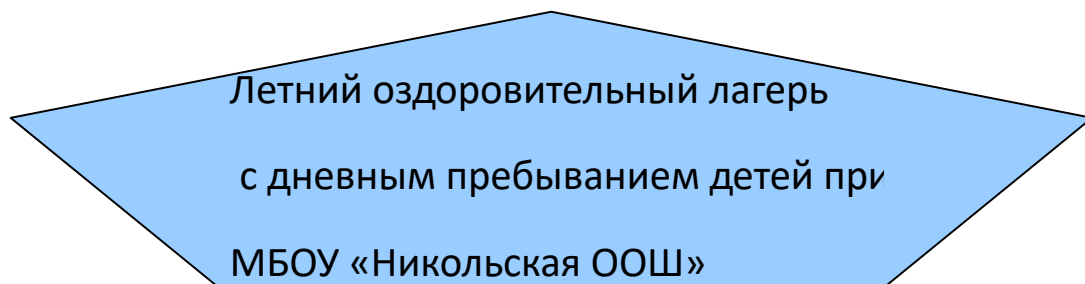 Летний оздоровительный лагерь
с дневным пребыванием детей при
МБОУ «Никольская ООШ»